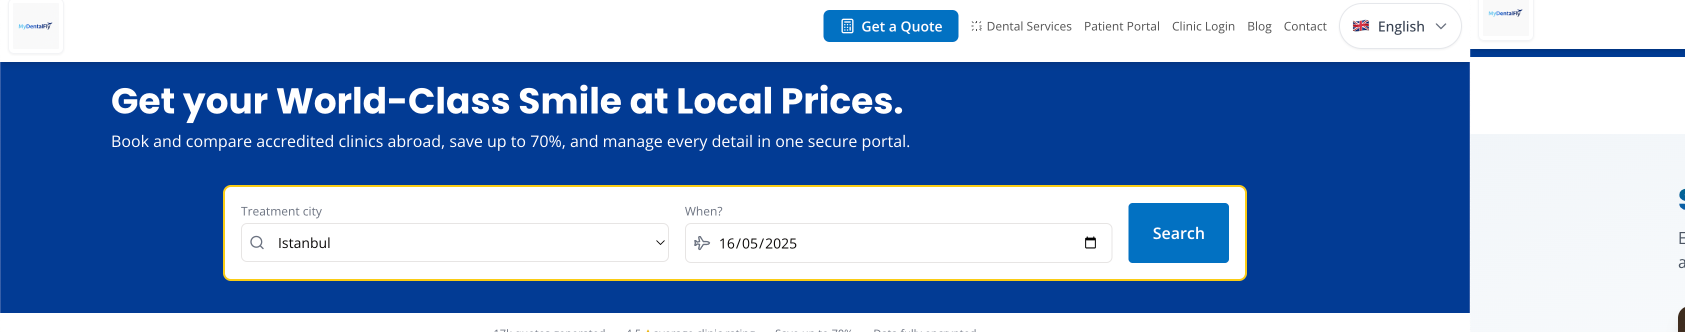 MyDentalFly
Get a Quote
Dental Services
Patient Portal
Clinic Login
Blog
Contact
English
MyDentalFly
Get your World-Class Smile at Local Prices.
Book and compare accredited clinics abroad, save up to 70%, and manage every detail in one secure portal.
Treatment city
When?
Istanbul
16/05/2025
Search